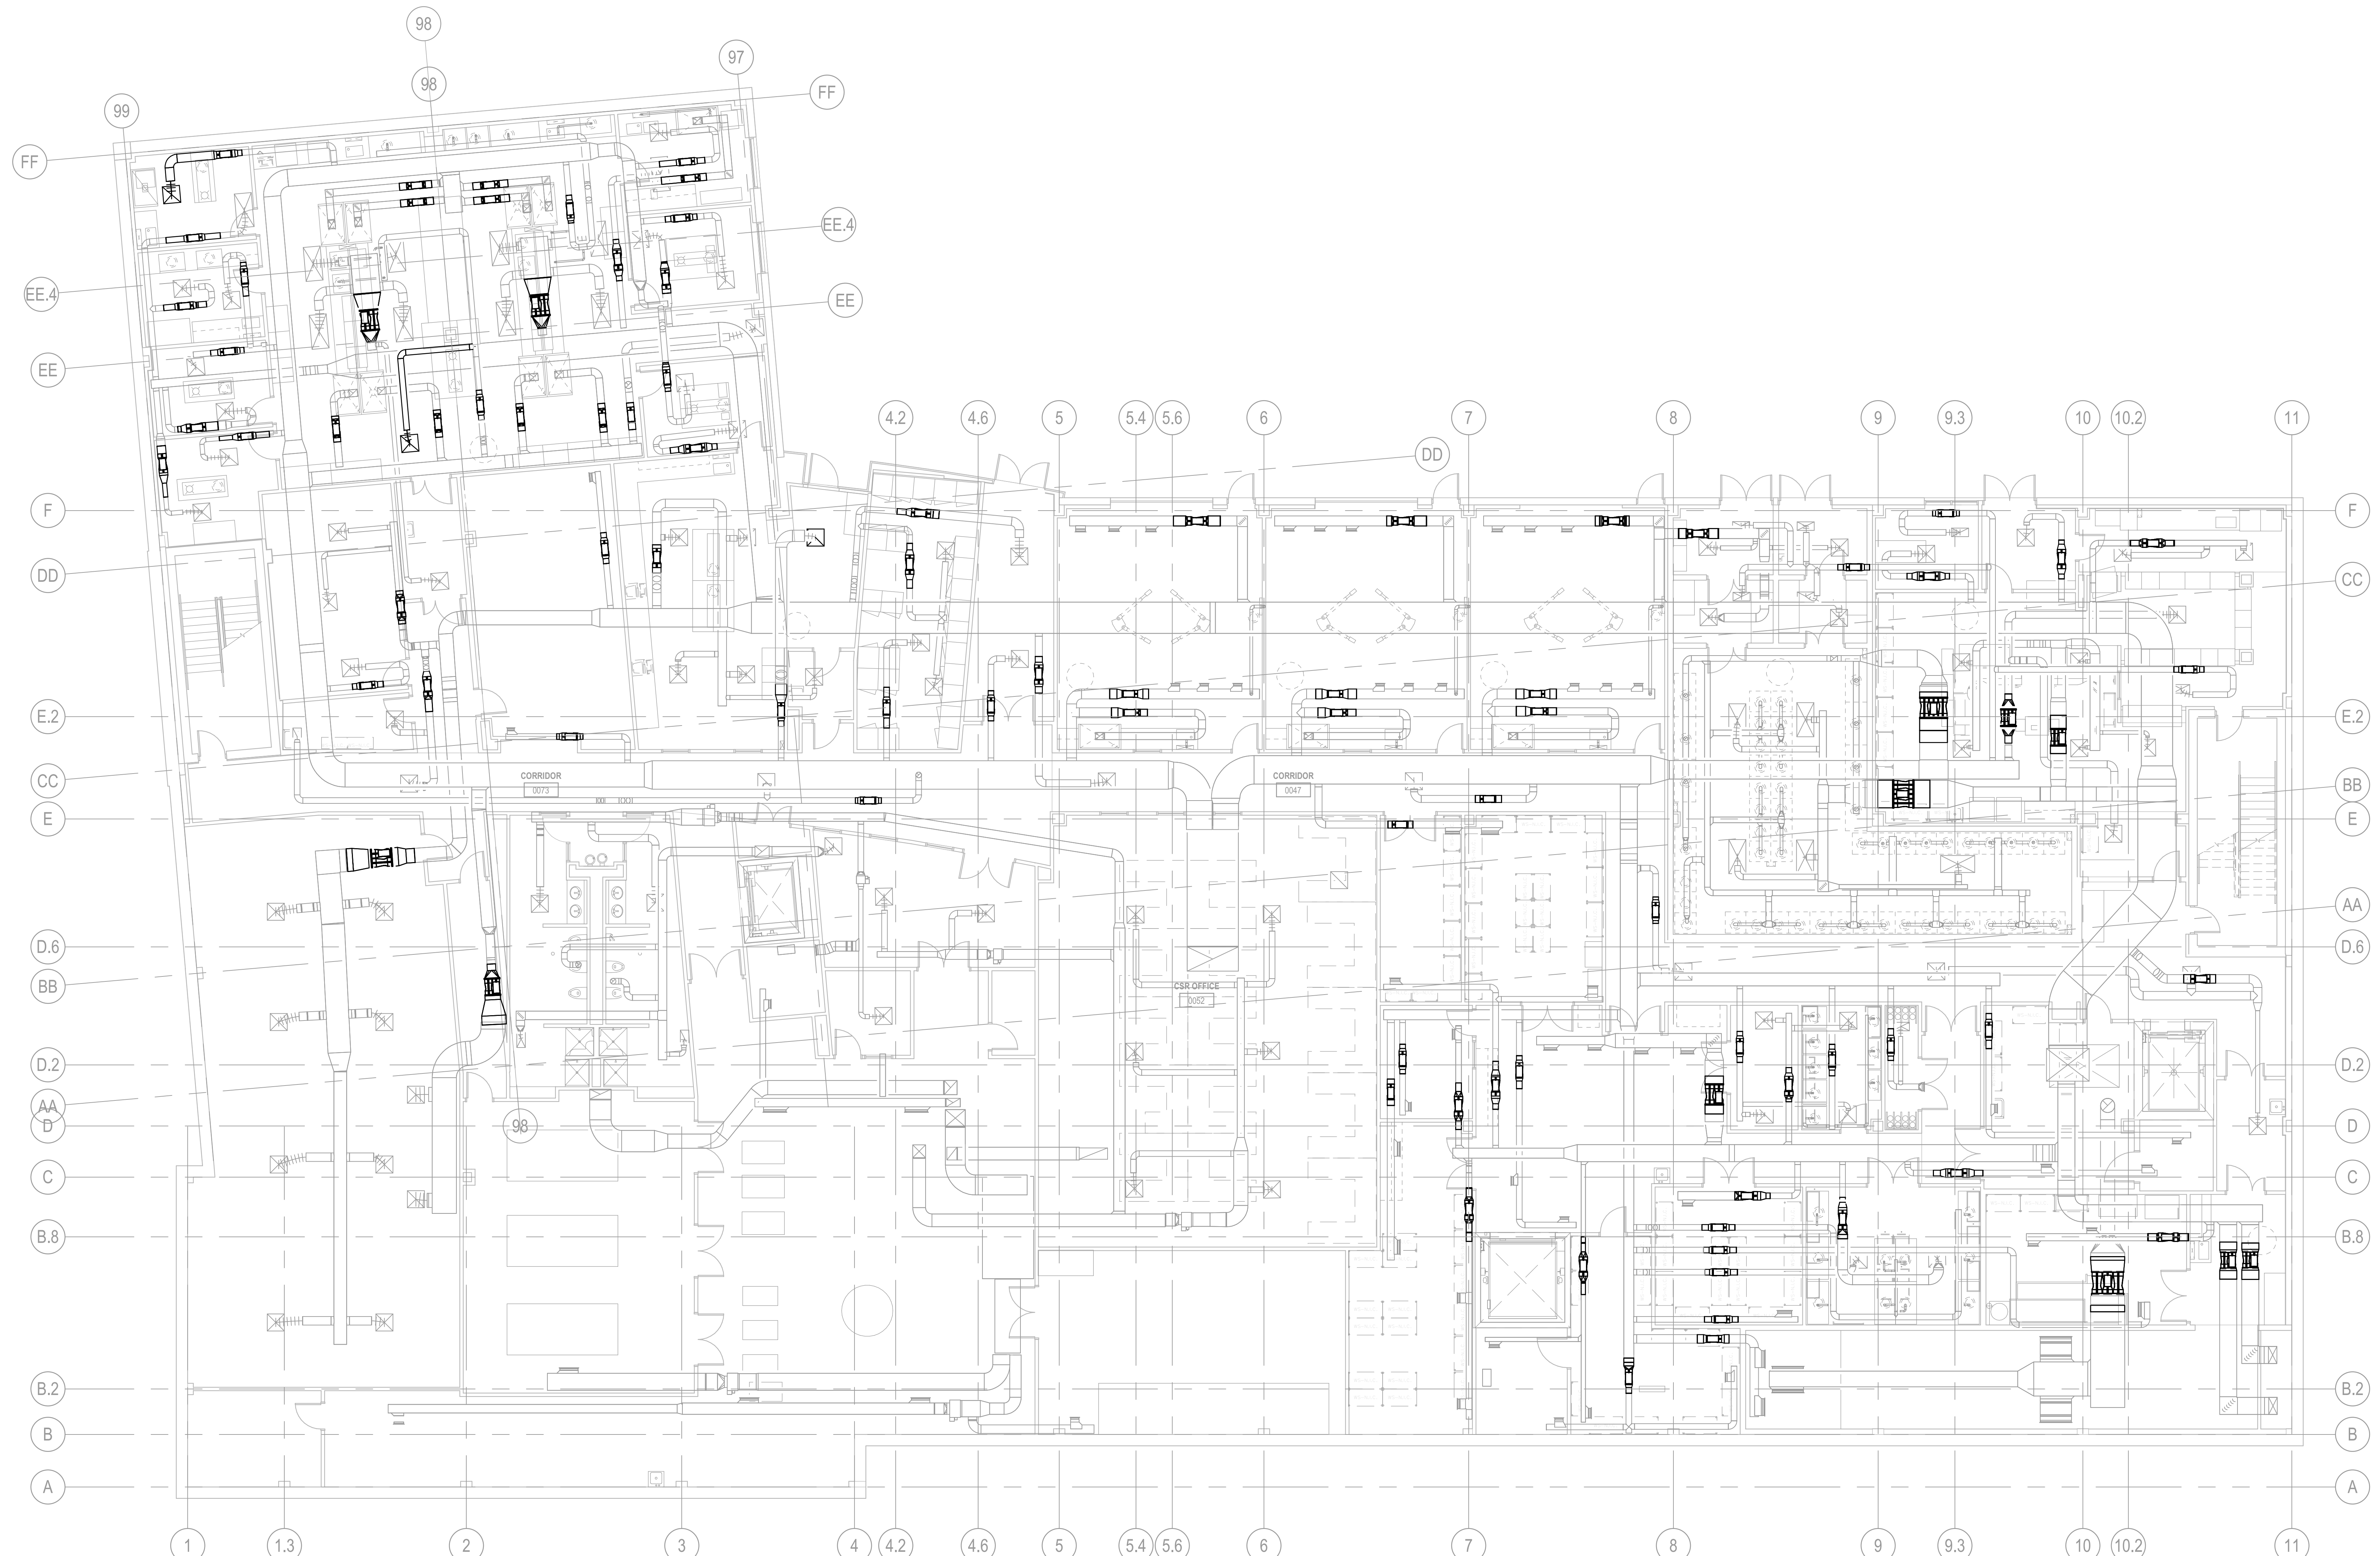 98
97
98
FF
99
FF
EE.4
EE.4
EE
EE
4.2
4.6
5
5.4
5.6
6
7
8
9
9.3
10
10.2
11
DD
F
F
DD
CC
E.2
E.2
CC
CORRIDOR
0073
CORRIDOR
0047
BB
E
E
AA
D.6
D.6
BB
CSR OFFICE
0052
D.2
D.2
AA
D
98
D
C
C
B.8
B.8
B.2
B.2
B
B
A
A
1
1.3
2
3
4
4.2
4.6
5
5.4
5.6
6
7
8
9
9.3
10
10.2
11